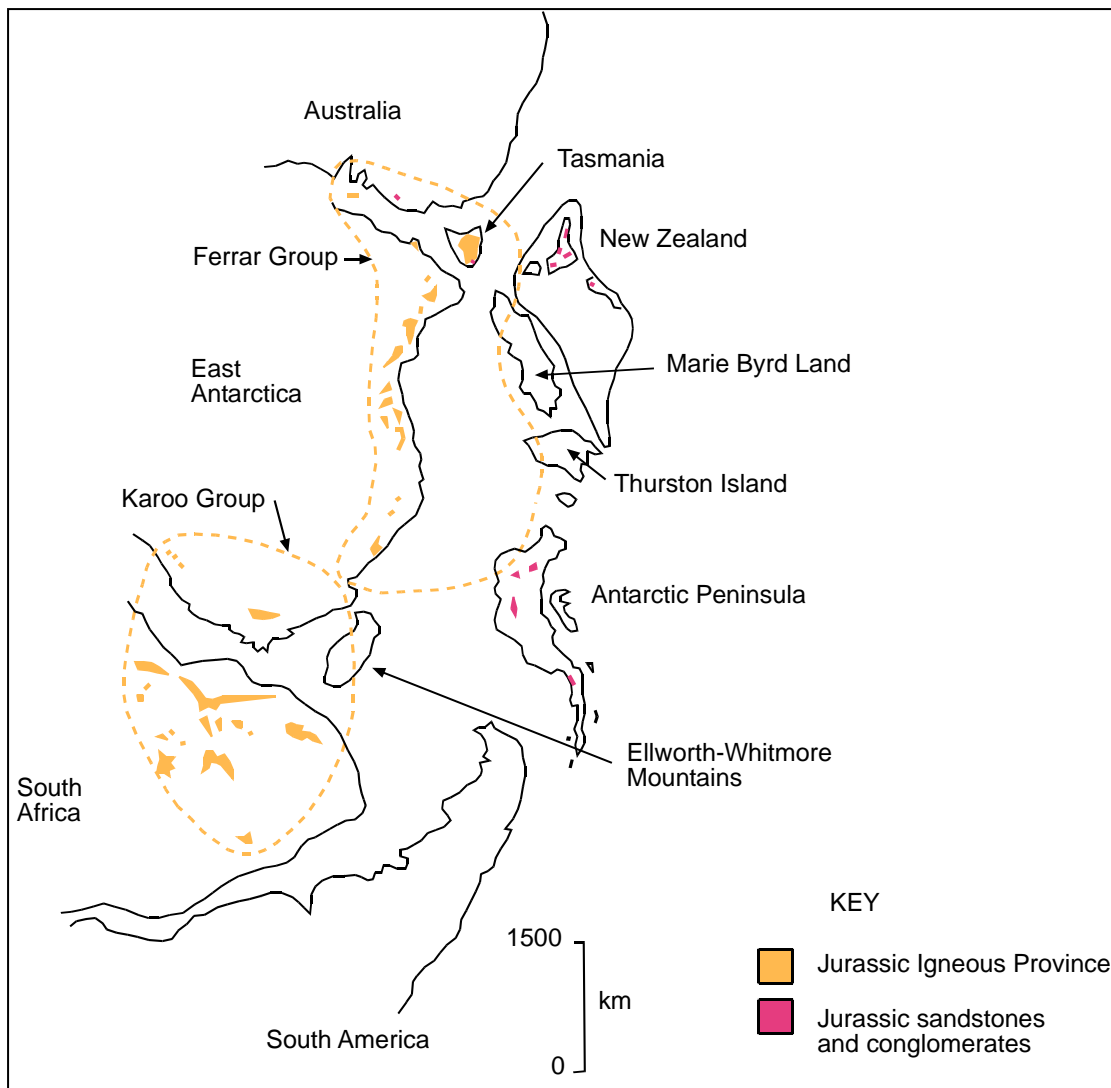 Australia
Tasmania
New Zealand
Ferrar Group
East
Antarctica
Marie Byrd Land
Thurston Island
Karoo Group
Antarctic Peninsula
Ellworth-Whitmore
Mountains
South
Africa
South America
1500
km
0
KEY
Jurassic Igneous Province
Jurassic sandstones
and conglomerates